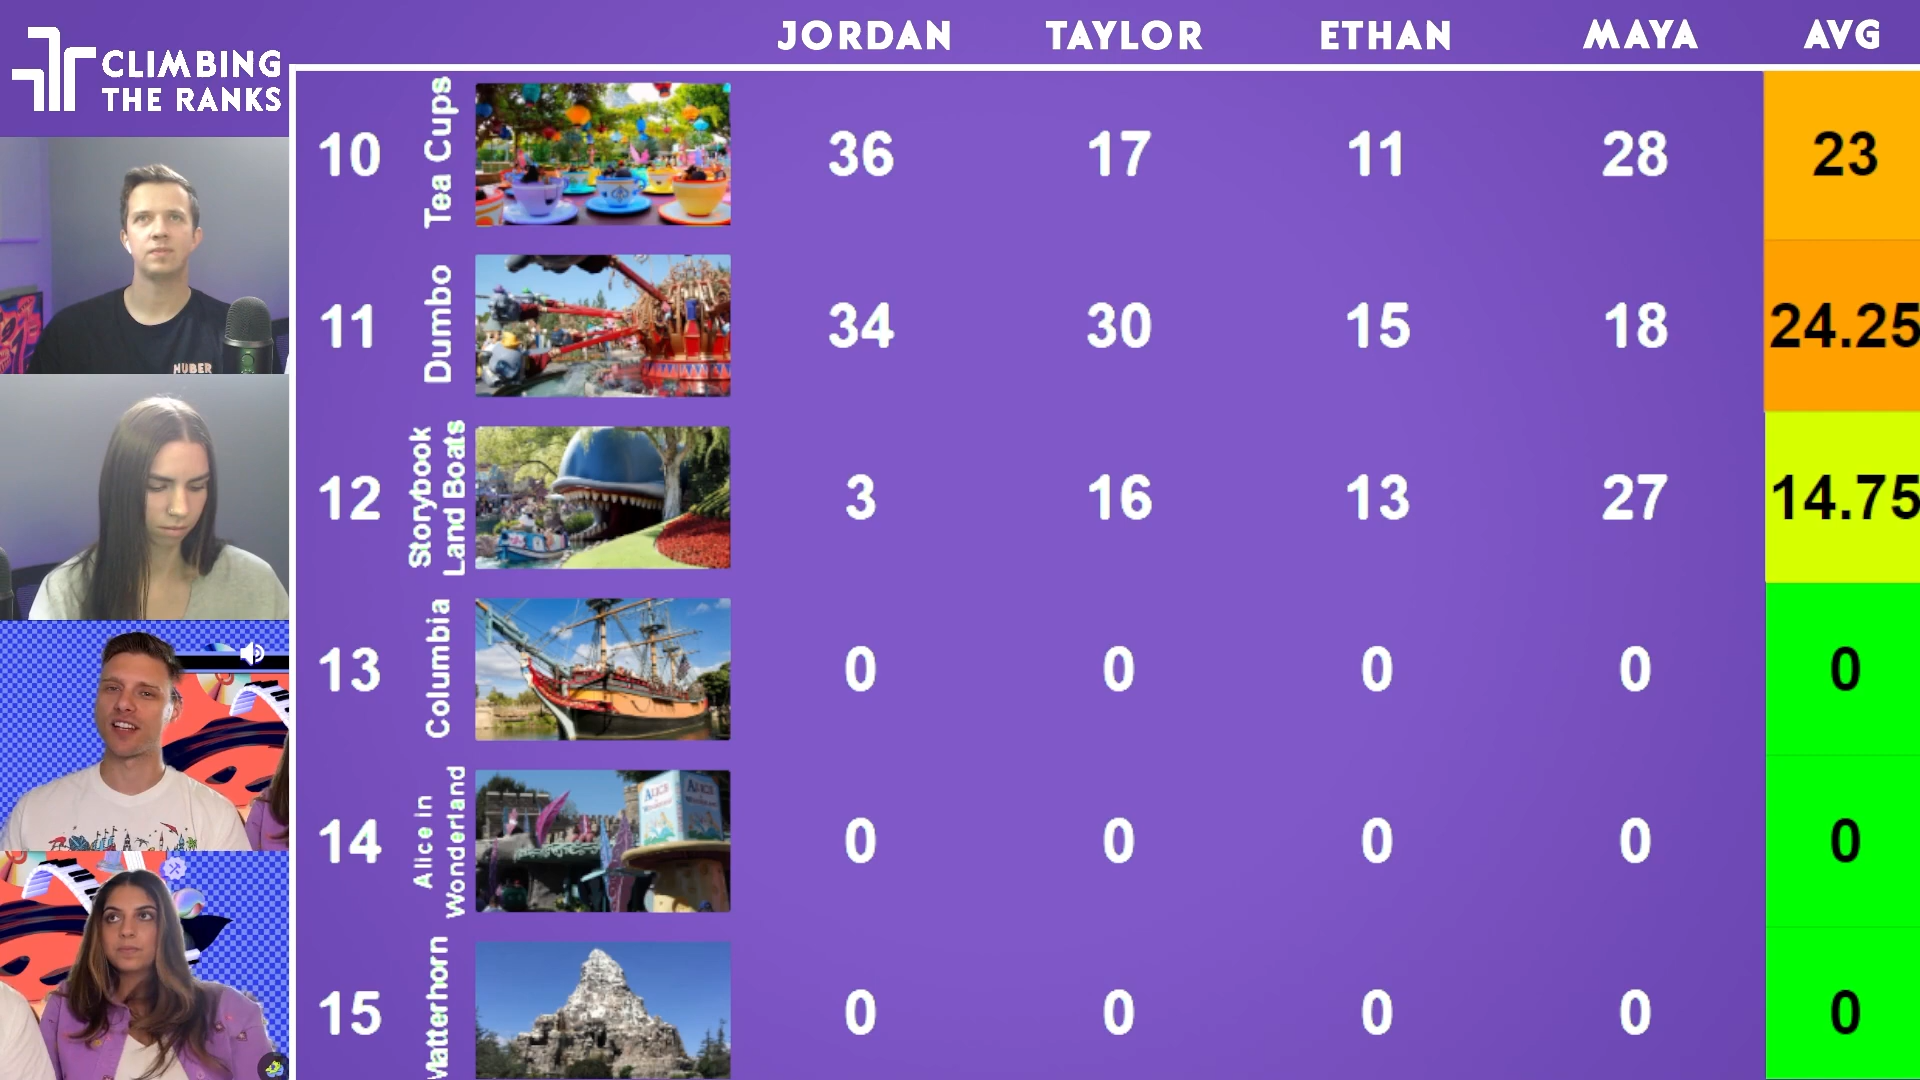 CLIMBING
THE RANKS
JORDAN TAYLOR ETHAN MAYA AVG
10 Tea Cups 36 17 11 28 23
11 Dumbo 34 30 15 18 24.25
12 Storybook
Land Boats 3 16 13 27 14.75
13 Columbia 0 0 0 0 0
14 Alice in
Wonderland 0 0 0 0 0
15 Matterhorn 0 0 0 0 0
HUBER
ALICE
ALICE